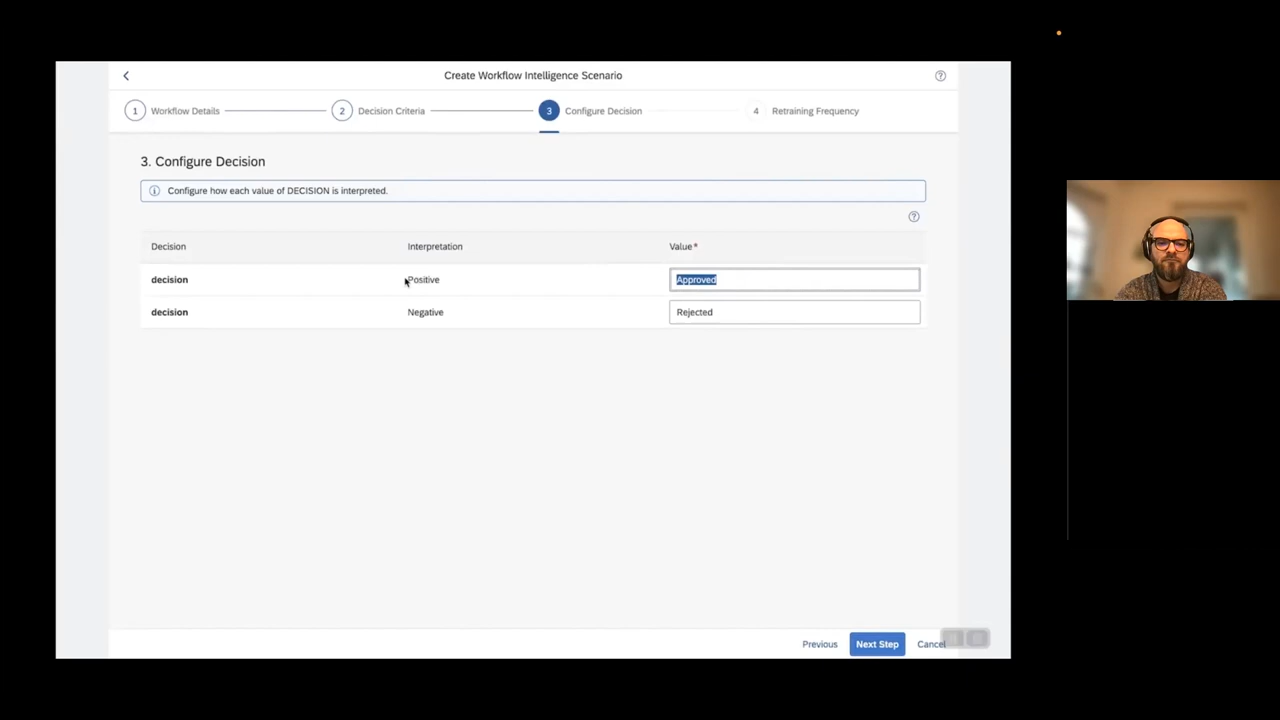 Create Workflow Intelligence Scenario
1 Workflow Details 2 Decision Criteria 3 Configure Decision 4 Retraining Frequency
3. Configure Decision
Configure how each value of DECISION is interpreted.
Decision Interpretation Value*
decision Positive Approved
decision Negative Rejected
Previous Next Step Cancel